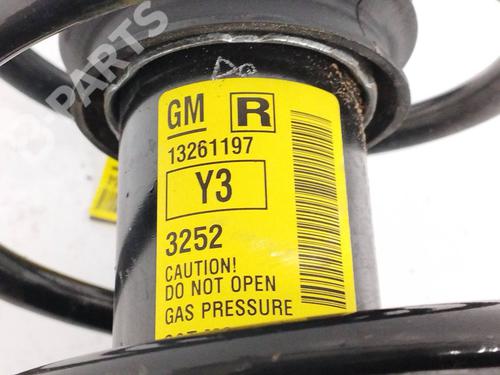 PARTS
GM R
13261197
Y3
3252
CAUTION!
DO NOT OPEN
GAS PRESSURE